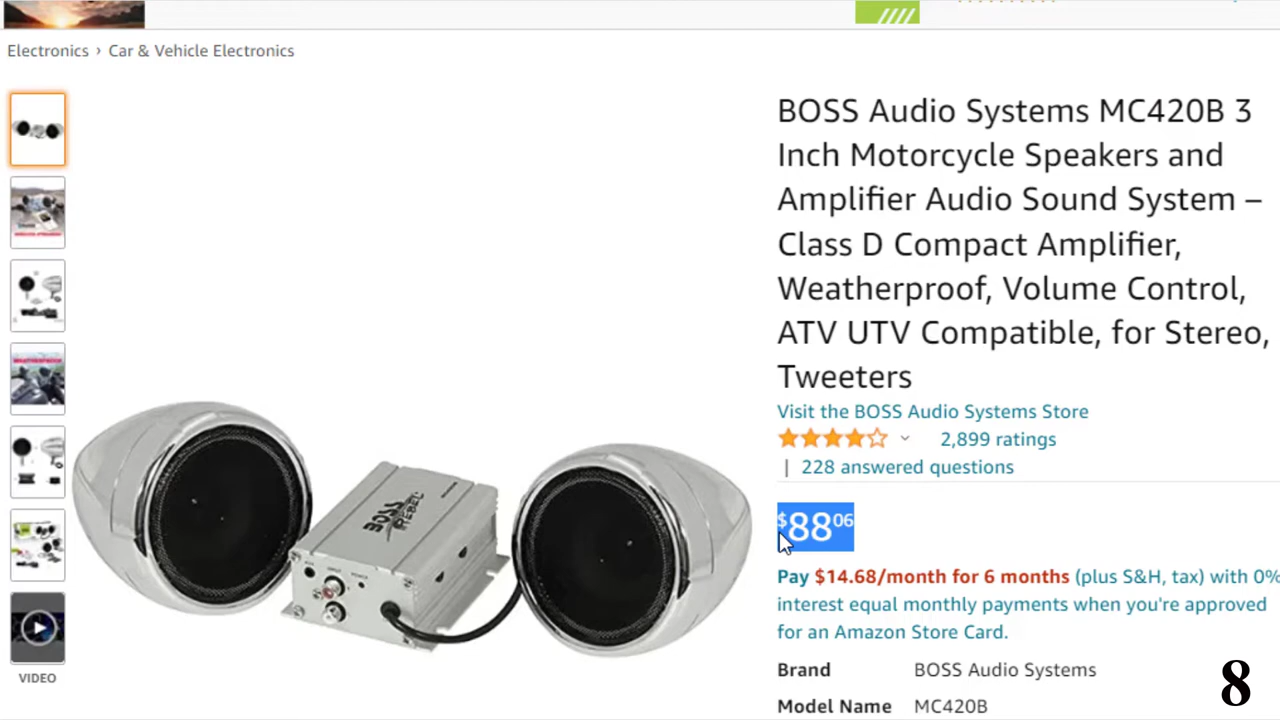 Electronics › Car & Vehicle Electronics
BOSS Audio Systems MC420B 3
Inch Motorcycle Speakers and
Amplifier Audio Sound System –
Class D Compact Amplifier,
Weatherproof, Volume Control,
ATV UTV Compatible, for Stereo,
Tweeters
Visit the BOSS Audio Systems Store
2,899 ratings
| 228 answered questions
$8806
Pay $14.68/month for 6 months (plus S&H, tax) with 0%
interest equal monthly payments when you're approved
for an Amazon Store Card.
Brand BOSS Audio Systems
Model Name MC420B
VIDEO
BOSS
REBEL
8